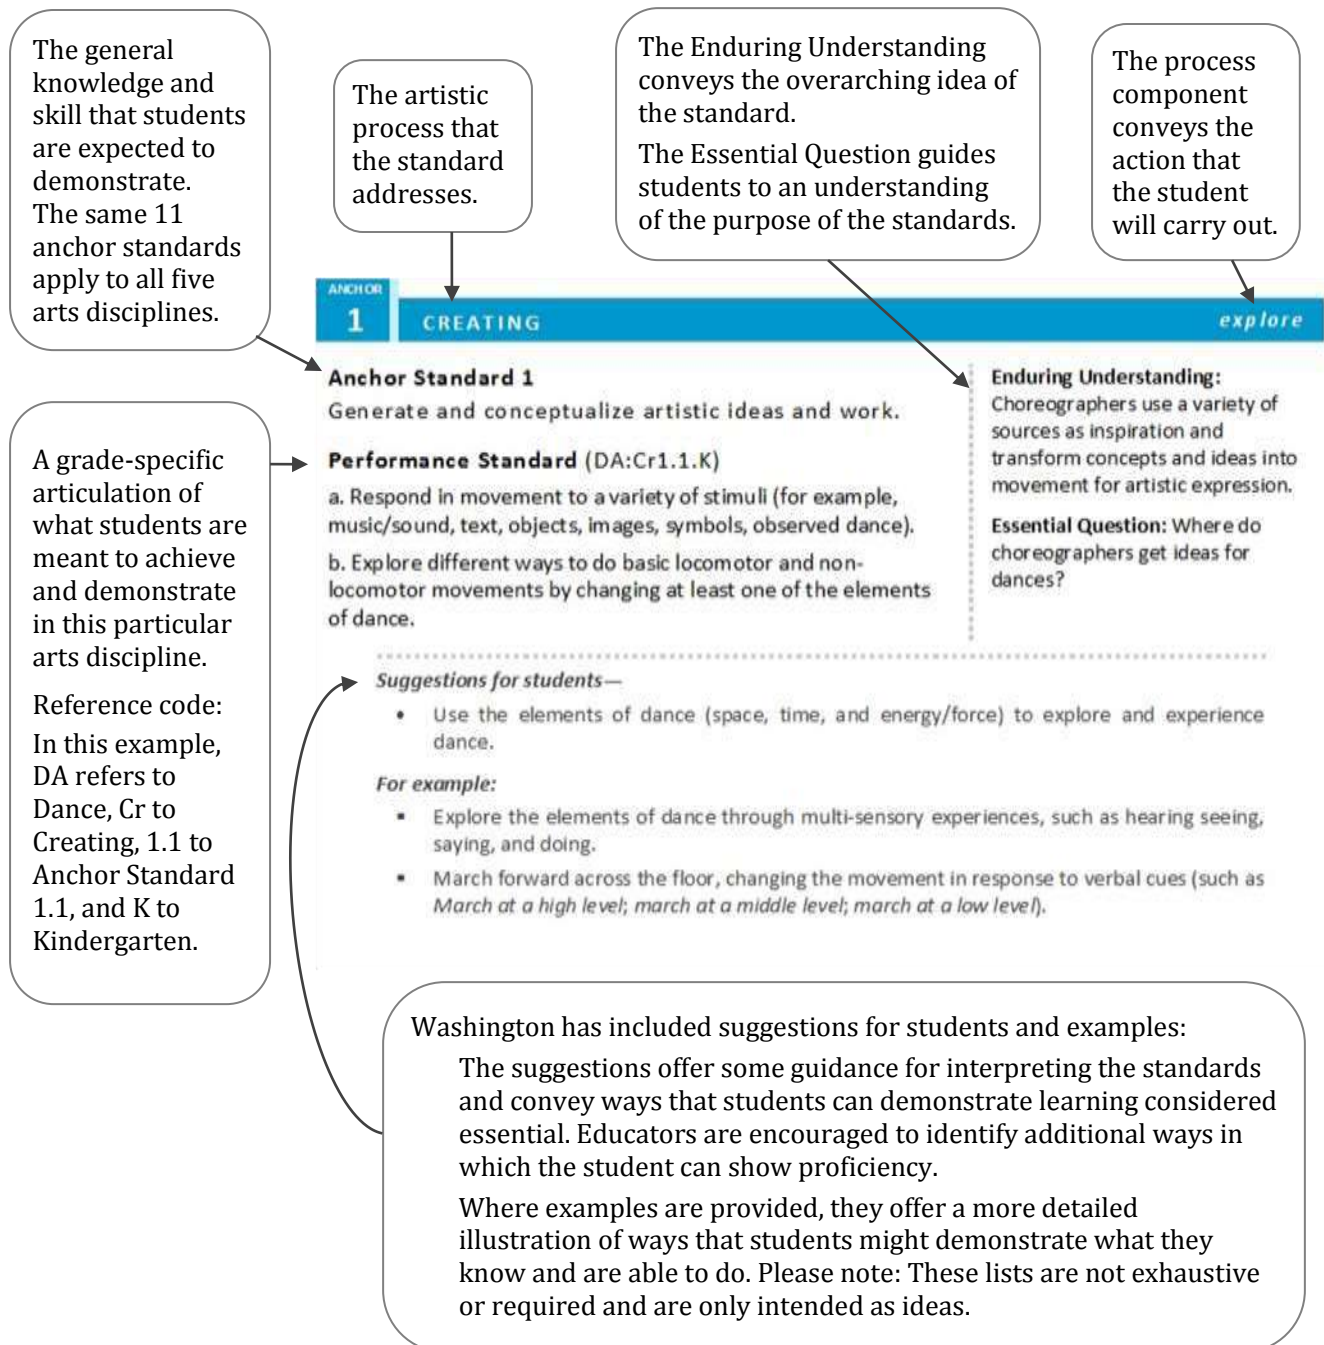 The general
knowledge and
skill that students
are expected to
demonstrate.
The same 11
anchor standards
apply to all five
arts disciplines.
The artistic
process that
the standard
addresses.
The Enduring Understanding
conveys the overarching idea of
the standard.
The Essential Question guides
students to an understanding
of the purpose of the standards.
The process
component
conveys the
action that
the student
will carry out.
ANCHOR
1
CREATING
explore
Anchor Standard 1
Generate and conceptualize artistic ideas and work.
Performance Standard (DA:Cr1.1.K)
a. Respond in movement to a variety of stimuli (for example,
music/sound, text, objects, images, symbols, observed dance).
b. Explore different ways to do basic locomotor and non-
locomotor movements by changing at least one of the elements
of dance.
Enduring Understanding:
Choreographers use a variety of
sources as inspiration and
transform concepts and ideas into
movement for artistic expression.
Essential Question: Where do
choreographers get ideas for
dances?
A grade-specific
articulation of
what students are
meant to achieve
and demonstrate
in this particular
arts discipline.
Reference code:
In this example,
DA refers to
Dance, Cr to
Creating, 1.1 to
Anchor Standard
1.1, and K to
Kindergarten.
Suggestions for students—
• Use the elements of dance (space, time, and energy/force) to explore and experience
dance.
For example:
▪ Explore the elements of dance through multi-sensory experiences, such as hearing seeing,
saying, and doing.
▪ March forward across the floor, changing the movement in response to verbal cues (such as
March at a high level; march at a middle level; march at a low level).
Washington has included suggestions for students and examples:
The suggestions offer some guidance for interpreting the standards
and convey ways that students can demonstrate learning considered
essential. Educators are encouraged to identify additional ways in
which the student can show proficiency.
Where examples are provided, they offer a more detailed
illustration of ways that students might demonstrate what they
know and are able to do. Please note: These lists are not exhaustive
or required and are only intended as ideas.